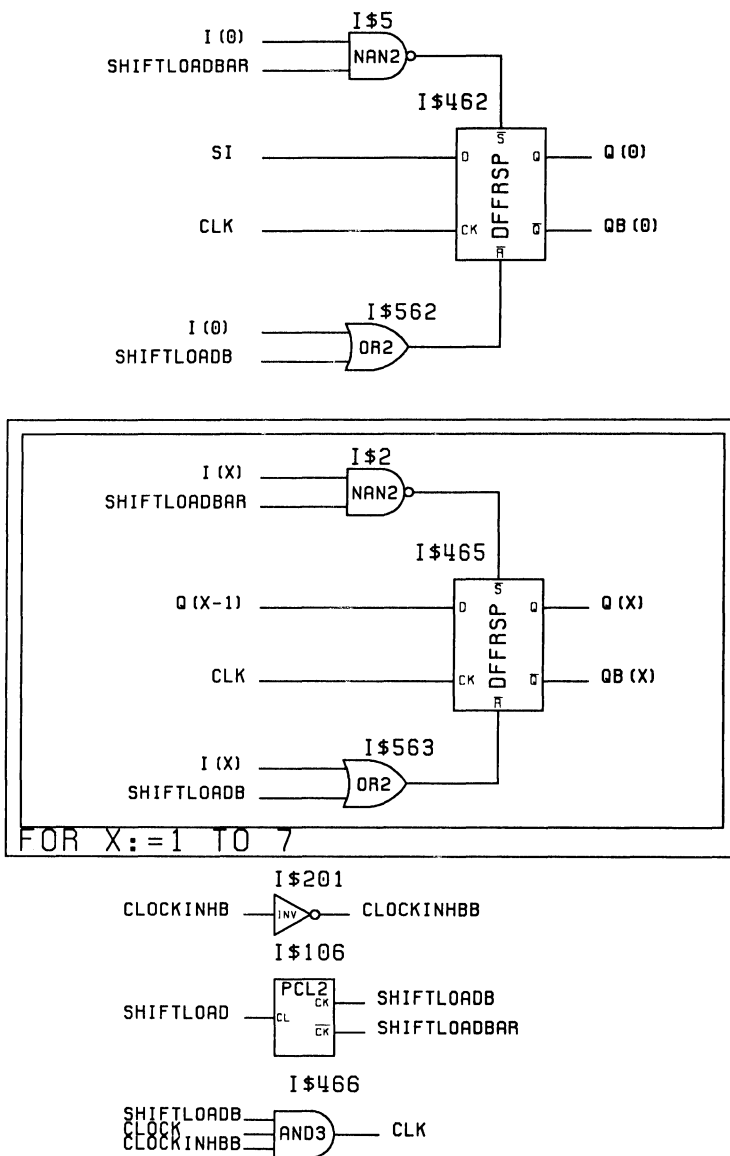 I$5
I(0)
SHIFTLOADBAR
NAN2
I$462
SI
CLK
D
CK
S
DFFRSP
R
Q
Q
Q(0)
QB(0)
I$562
I(0)
SHIFTLOADB
OR2
I$2
I(X)
SHIFTLOADBAR
NAN2
I$465
Q(X-1)
CLK
D
CK
S
DFFRSP
R
Q
Q
Q(X)
QB(X)
I$563
I(X)
SHIFTLOADB
OR2
FOR X:=1 TO 7
I$201
CLOCKINHB
INV
CLOCKINHBB
I$106
PCL2
SHIFTLOAD
CL
CK
CK
SHIFTLOADB
SHIFTLOADBAR
I$466
SHIFTLOADB
CLOCK
CLOCKINHBB
AND3
CLK